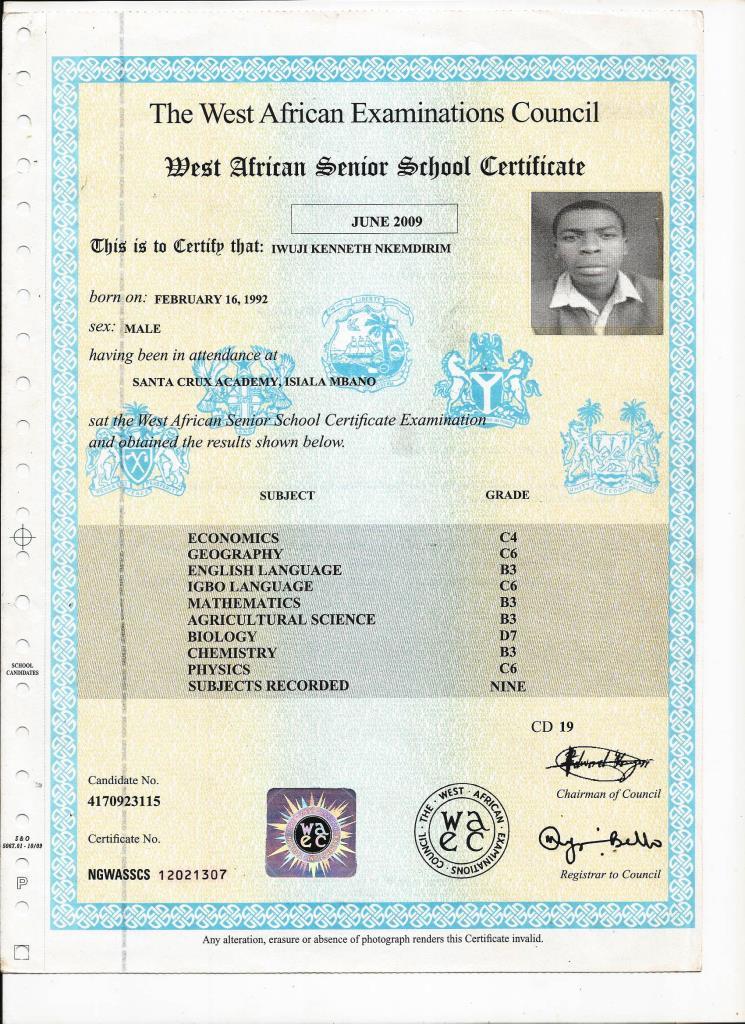 The West African Examinations Council
West African Senior School Certificate
JUNE 2009
This is to Certify that: IWUJI KENNETH NKEMDIRIM
born on: FEBRUARY 16, 1992
sex: MALE
having been in attendance at
SANTA CRUX ACADEMY, ISIALA MBANO
sat the West African Senior School Certificate Examination
and obtained the results shown below.
SUBJECT GRADE
ECONOMICS C4
GEOGRAPHY C6
ENGLISH LANGUAGE B3
IGBO LANGUAGE C6
MATHEMATICS B3
AGRICULTURAL SCIENCE B3
BIOLOGY D7
CHEMISTRY B3
PHYSICS C6
SUBJECTS RECORDED NINE
SCHOOL
CANDIDATES
CD 19
Chairman of Council
Candidate No.
4170923115
Certificate No.
NGWASSCS 12021307
waec
THE WEST AFRICAN EXAMINATIONS COUNCIL
waec
Registrar to Council
S & O
5067.01 - 10/09
P
Any alteration, erasure or absence of photograph renders this Certificate invalid.